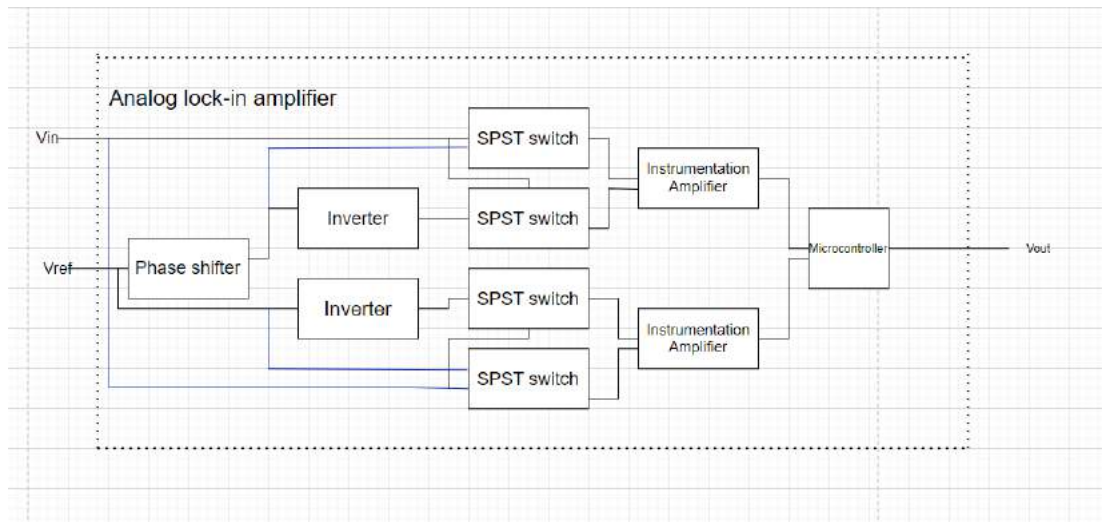 Analog lock-in amplifier
Vin
SPST switch
Instrumentation
Amplifier
Inverter
SPST switch
Vref
Phase shifter
Microcontroller
Vout
Inverter
SPST switch
Instrumentation
Amplifier
SPST switch